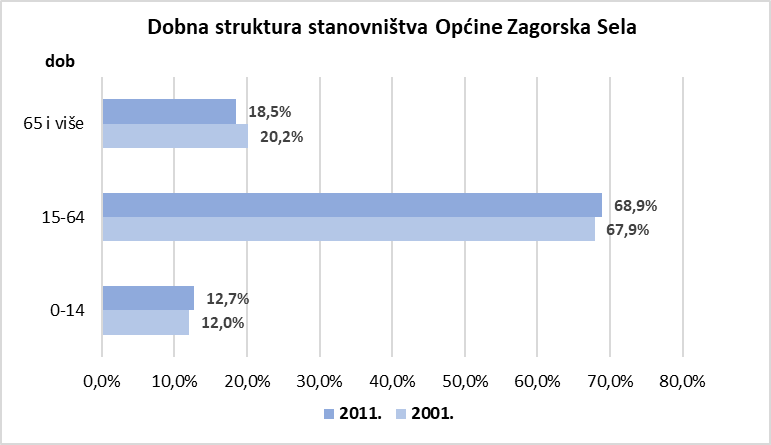 Dobna struktura stanovništva Općine Zagorska Sela
dob
65 i više
18,5%
20,2%
15-64
68,9%
67,9%
0-14
12,7%
12,0%
0,0% 10,0% 20,0% 30,0% 40,0% 50,0% 60,0% 70,0% 80,0%
2011. 2001.